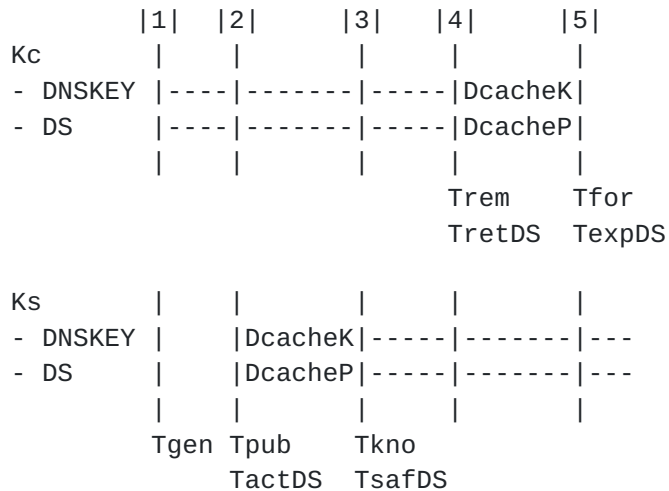 |1|  |2|     |3|   |4|     |5|
Kc       |    |       |     |       |
- DNSKEY |----|-------|-----|DcacheK|
- DS     |----|-------|-----|DcacheP|
         |    |       |     |       |
                            Trem    Tfor
                            TretDS  TexpDS

Ks       |    |       |     |       |
- DNSKEY |    |DcacheK|-----|-------|---
- DS     |    |DcacheP|-----|-------|---
         |    |       |     |       |
         Tgen Tpub    Tkno
              TactDS  TsafDS